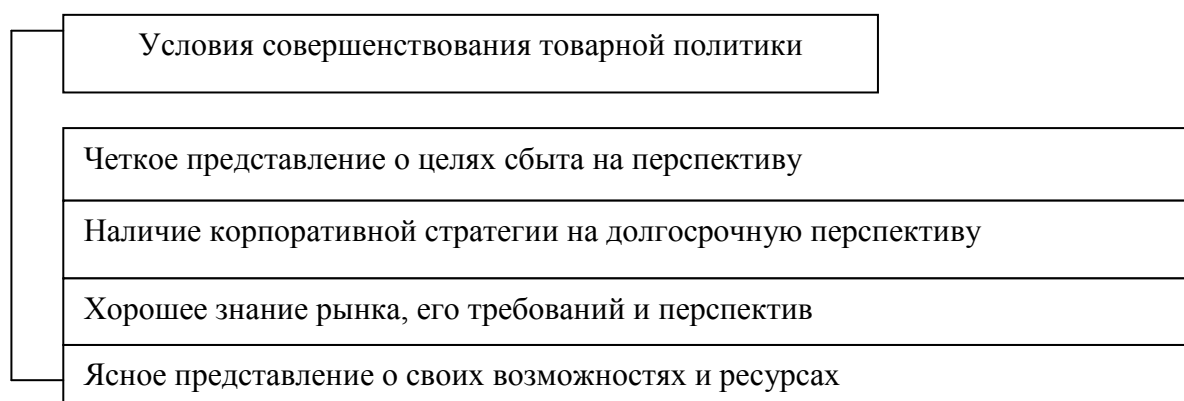 Условия совершенствования товарной политики
Четкое представление о целях сбыта на перспективу
Наличие корпоративной стратегии на долгосрочную перспективу
Хорошее знание рынка, его требований и перспектив
Ясное представление о своих возможностях и ресурсах